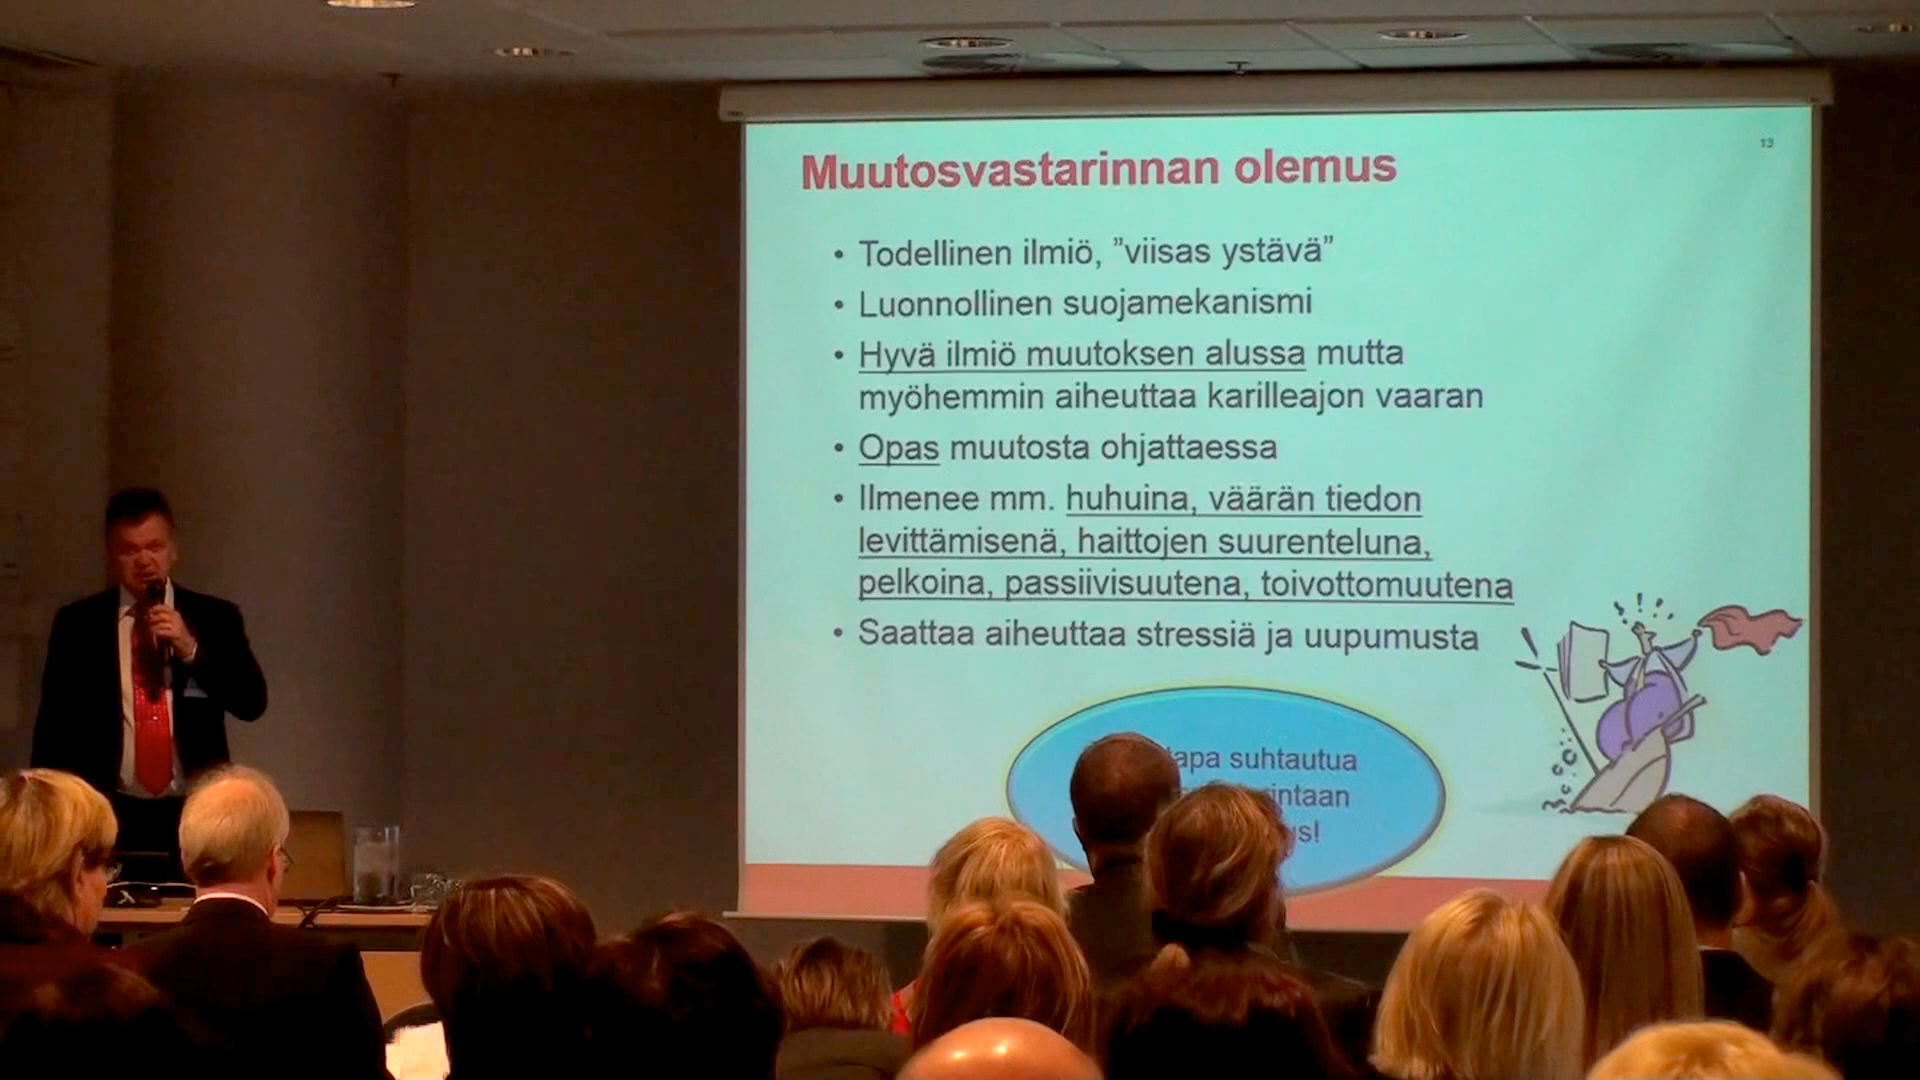 13
Muutosvastarinnan olemus
• Todellinen ilmiö, ”viisas ystävä”
• Luonnollinen suojamekanismi
• Hyvä ilmiö muutoksen alussa mutta
myöhemmin aiheuttaa karilleajon vaaran
• Opas muutosta ohjattaessa
• Ilmenee mm. huhuina, väärän tiedon
levittämisenä, haittojen suurenteluna,
pelkoina, passiivisuutena, toivottomuutena
• Saattaa aiheuttaa stressiä ja uupumusta
suhtautua